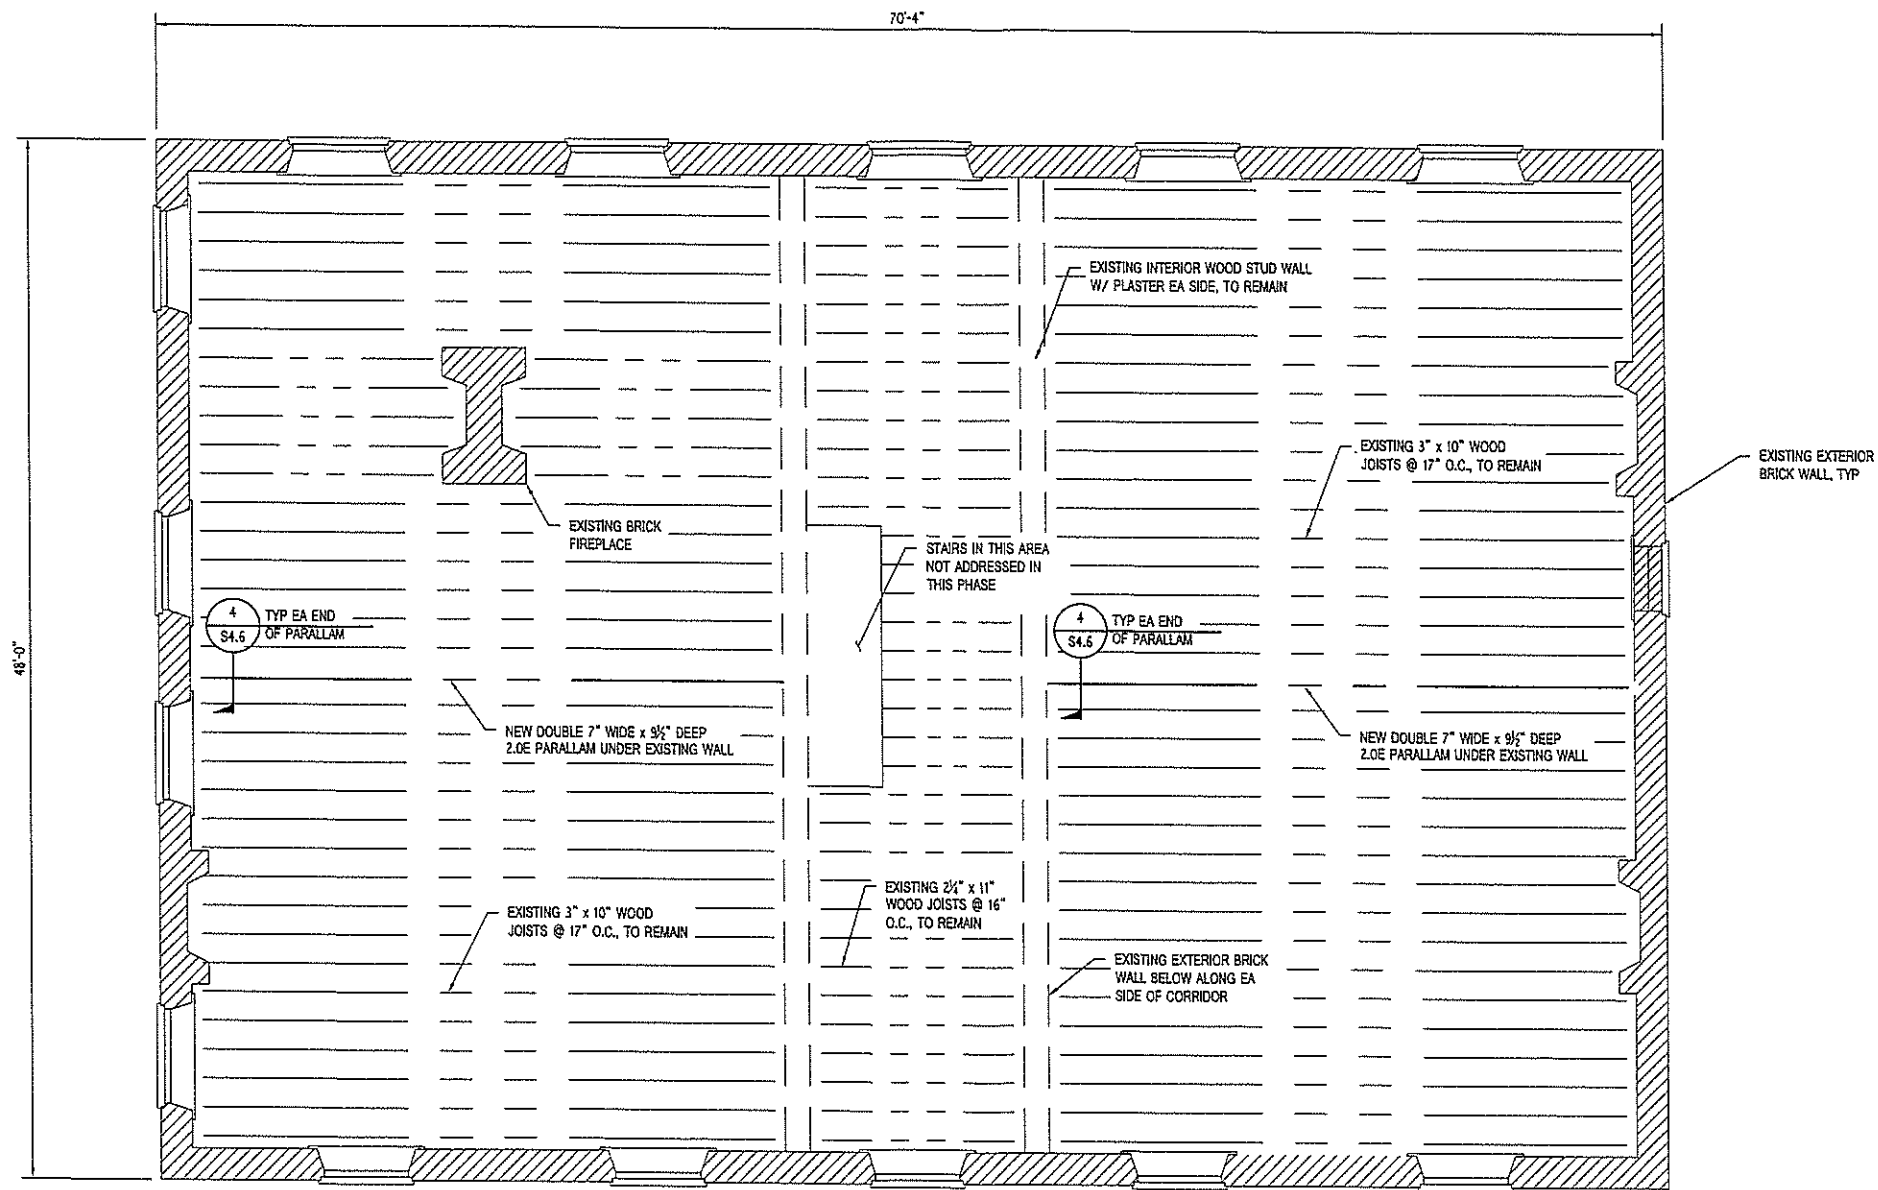 70'-4"
48'-0"
EXISTING INTERIOR WOOD STUD WALL
W/ PLASTER EA SIDE, TO REMAIN
EXISTING 3" x 10" WOOD
JOISTS @ 17" O.C., TO REMAIN
EXISTING EXTERIOR
BRICK WALL, TYP
EXISTING BRICK
FIREPLACE
STAIRS IN THIS AREA
NOT ADDRESSED IN
THIS PHASE
4
S4.6
TYP EA END
OF PARALLAM
4
S4.6
TYP EA END
OF PARALLAM
NEW DOUBLE 7" WIDE x 9½" DEEP
2.0E PARALLAM UNDER EXISTING WALL
NEW DOUBLE 7" WIDE x 9½" DEEP
2.0E PARALLAM UNDER EXISTING WALL
EXISTING 3" x 10" WOOD
JOISTS @ 17" O.C., TO REMAIN
EXISTING 2¼" x 11"
WOOD JOISTS @ 16"
O.C., TO REMAIN
EXISTING EXTERIOR BRICK
WALL BELOW ALONG EA
SIDE OF CORRIDOR